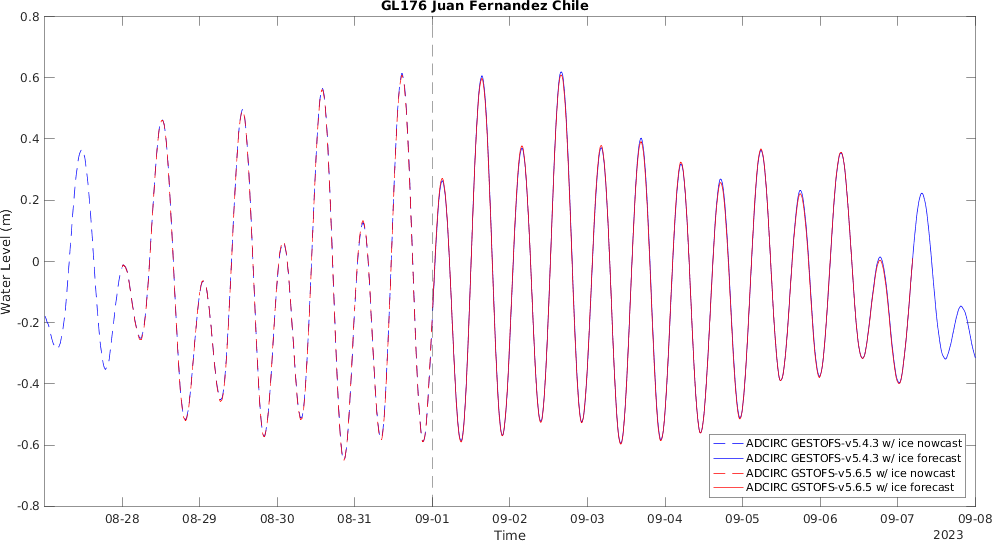 GL176 Juan Fernandez Chile
0.8
0.6
0.4
0.2
0
-0.2
-0.4
-0.6
-0.8
Water Level (m)
ADCIRC GESTOFS-v5.4.3 w/ ice nowcast
ADCIRC GESTOFS-v5.4.3 w/ ice forecast
ADCIRC GSTOFS-v5.6.5 w/ ice nowcast
ADCIRC GSTOFS-v5.6.5 w/ ice forecast
08-28 08-29 08-30 08-31 09-01 09-02 09-03 09-04 09-05 09-06 09-07 09-08
Time
2023